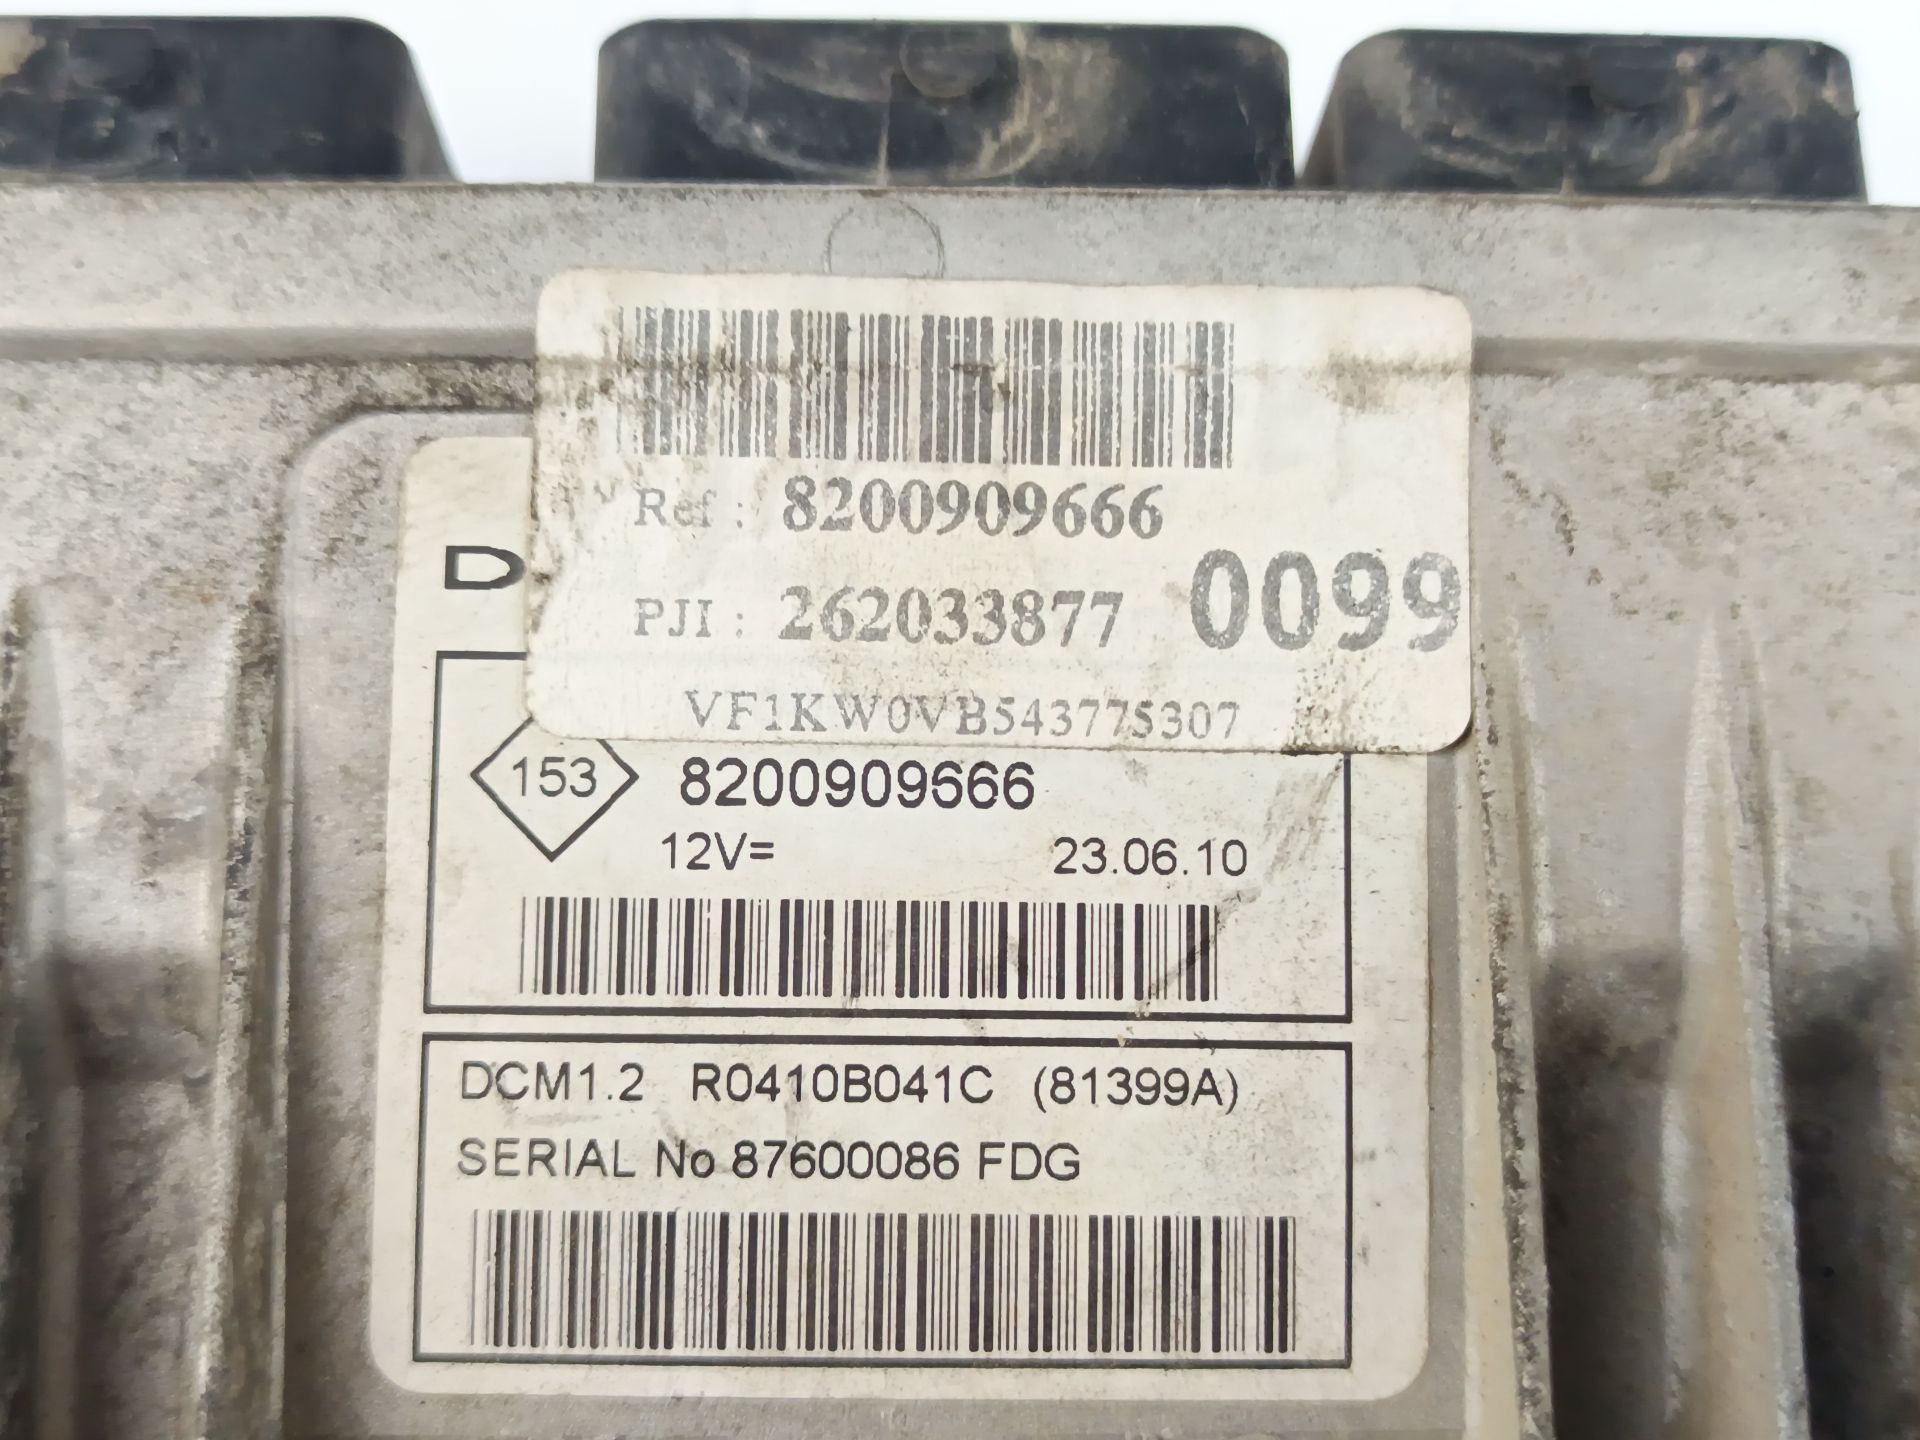 Ref : 8200909666
PJI : 262033877 0099
VF1KW0VB543775307
D
153 8200909666
12V= 23.06.10
DCM1.2 R0410B041C (81399A)
SERIAL No 87600086 FDG